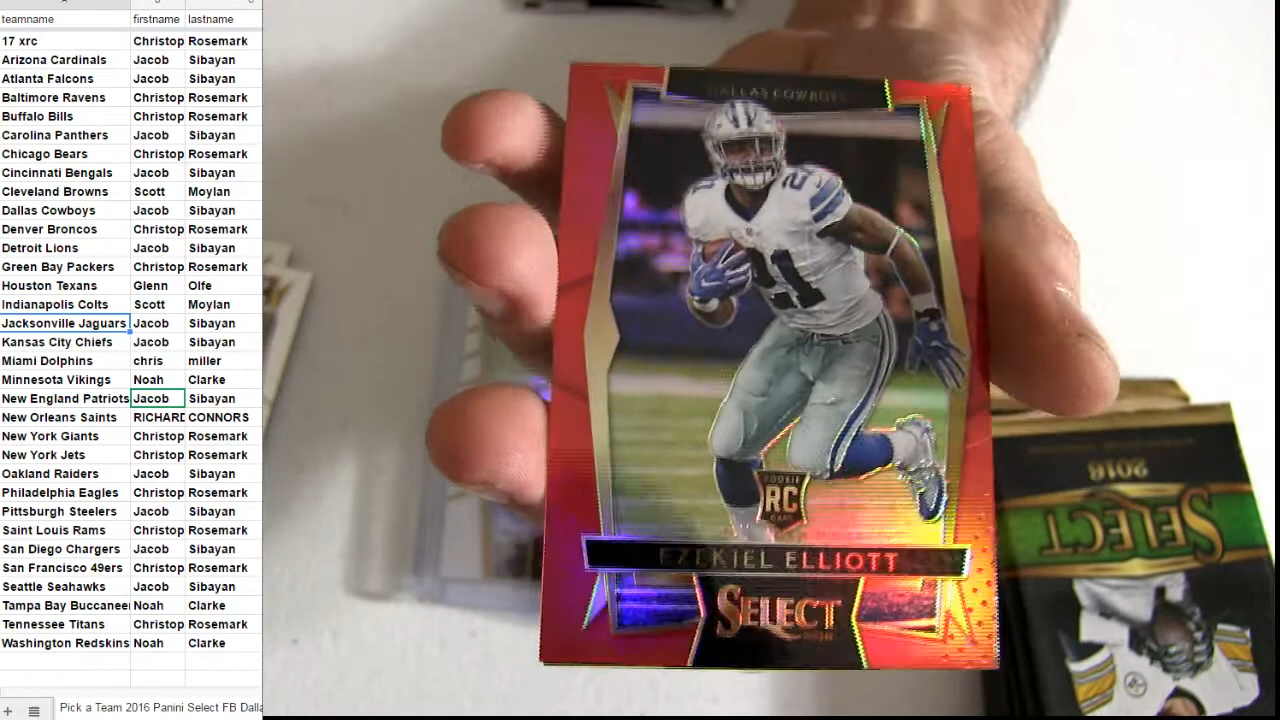 teamname firstname lastname
17 xrc Christop Rosemark
Arizona Cardinals Jacob Sibayan
Atlanta Falcons Jacob Sibayan
Baltimore Ravens Christop Rosemark
Buffalo Bills Christop Rosemark
Carolina Panthers Jacob Sibayan
Chicago Bears Christop Rosemark
Cincinnati Bengals Jacob Sibayan
Cleveland Browns Scott Moylan
Dallas Cowboys Jacob Sibayan
Denver Broncos Christop Rosemark
Detroit Lions Jacob Sibayan
Green Bay Packers Christop Rosemark
Houston Texans Glenn Olfe
Indianapolis Colts Scott Moylan
Jacksonville Jaguars Jacob Sibayan
Kansas City Chiefs Jacob Sibayan
Miami Dolphins chris miller
Minnesota Vikings Noah Clarke
New England Patriots Jacob Sibayan
New Orleans Saints RICHARD CONNORS
New York Giants Christop Rosemark
New York Jets Christop Rosemark
Oakland Raiders Jacob Sibayan
Philadelphia Eagles Christop Rosemark
Pittsburgh Steelers Jacob Sibayan
Saint Louis Rams Christop Rosemark
San Diego Chargers Jacob Sibayan
San Francisco 49ers Christop Rosemark
Seattle Seahawks Jacob Sibayan
Tampa Bay Buccanee Noah Clarke
Tennessee Titans Christop Rosemark
Washington Redskins Noah Clarke
Pick a Team 2016 Panini Select FB Dalla
DALLAS COWBOYS
21
21
ROOKIE
RC
CARD
EZEKIEL ELLIOTT
SELECT
2016
SELECT